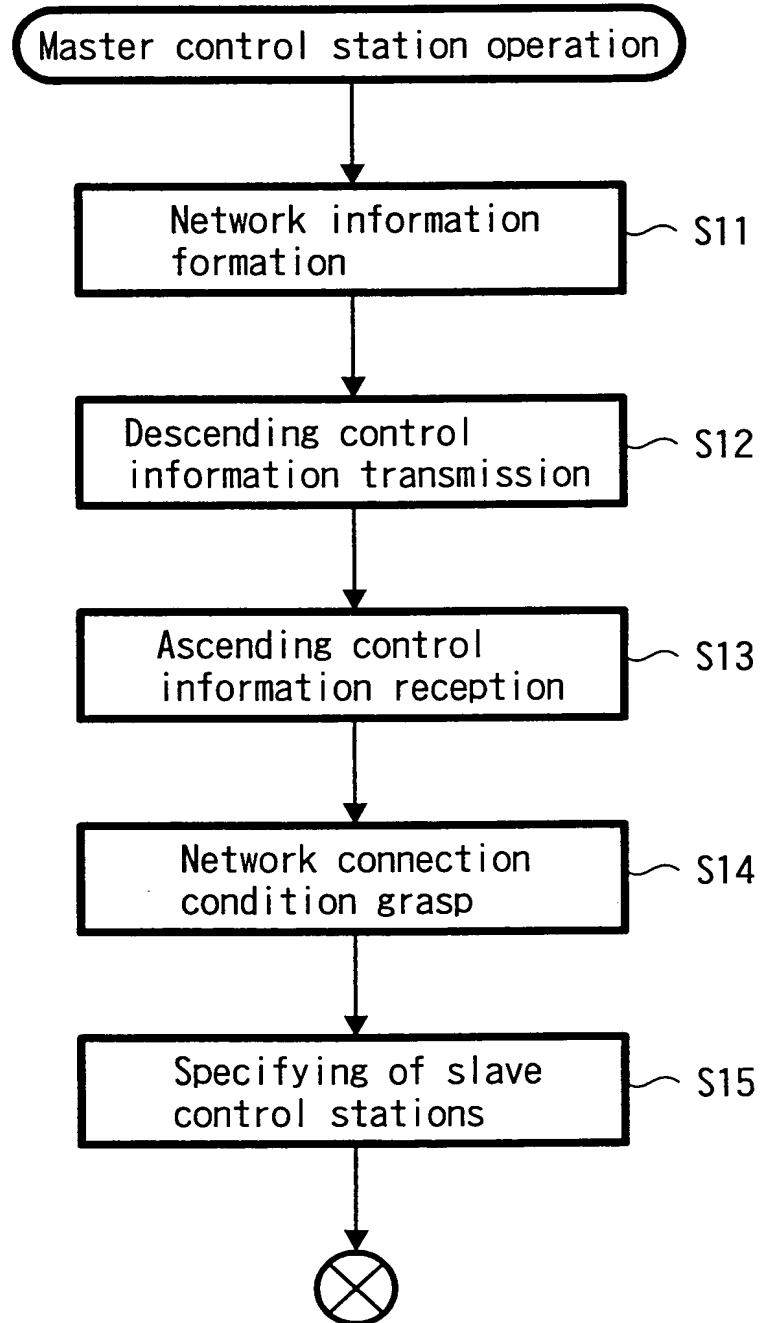 Master control station operation
Network information
formation
S11
Descending control
information transmission
S12
Ascending control
information reception
S13
Network connection
condition grasp
S14
Specifying of slave
control stations
S15